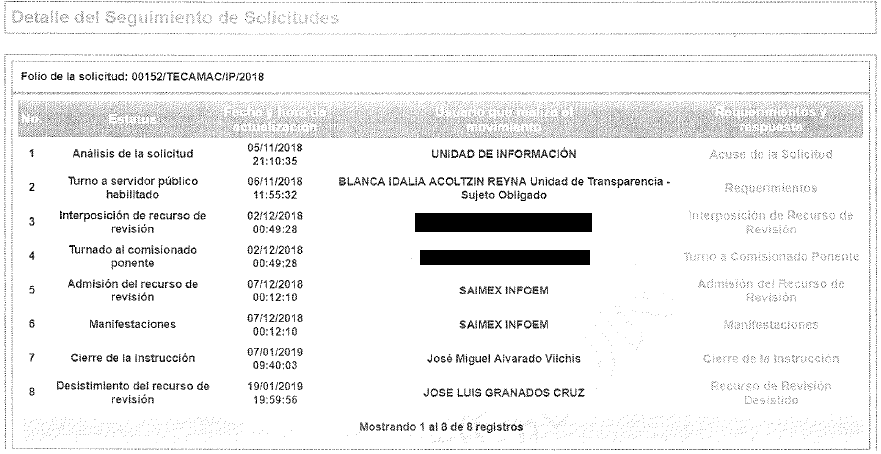 Detalle del Seguimiento de Solicitudes
Folio de la solicitud: 00152/TECAMAC/IP/2018
No. Estatus Fecha y hora de actualización Usuario que realiza el movimiento Requerimientos y respuesta
1 Análisis de la solicitud 05/11/2018 21:10:35 UNIDAD DE INFORMACIÓN Acuse de la Solicitud
2 Turno a servidor público habilitado 06/11/2018 11:55:32 BLANCA IDALIA ACOLTZIN REYNA Unidad de Transparencia - Sujeto Obligado Requerimientos
3 Interposición de recurso de revisión 02/12/2018 00:49:28 Interposición de Recurso de Revisión
4 Turnado al comisionado ponente 02/12/2018 00:49:28 Turno a Comisionado Ponente
5 Admisión del recurso de revisión 07/12/2018 00:12:10 SAIMEX INFOEM Admisión del Recurso de Revisión
6 Manifestaciones 07/12/2018 00:12:10 SAIMEX INFOEM Manifestaciones
7 Cierre de la instrucción 07/01/2019 09:40:03 José Miguel Alvarado Vilchis Cierre de la Instrucción
8 Desistimiento del recurso de revisión 19/01/2019 19:59:56 JOSE LUIS GRANADOS CRUZ Recurso de Revisión Desistido
Mostrando 1 al 8 de 8 registros